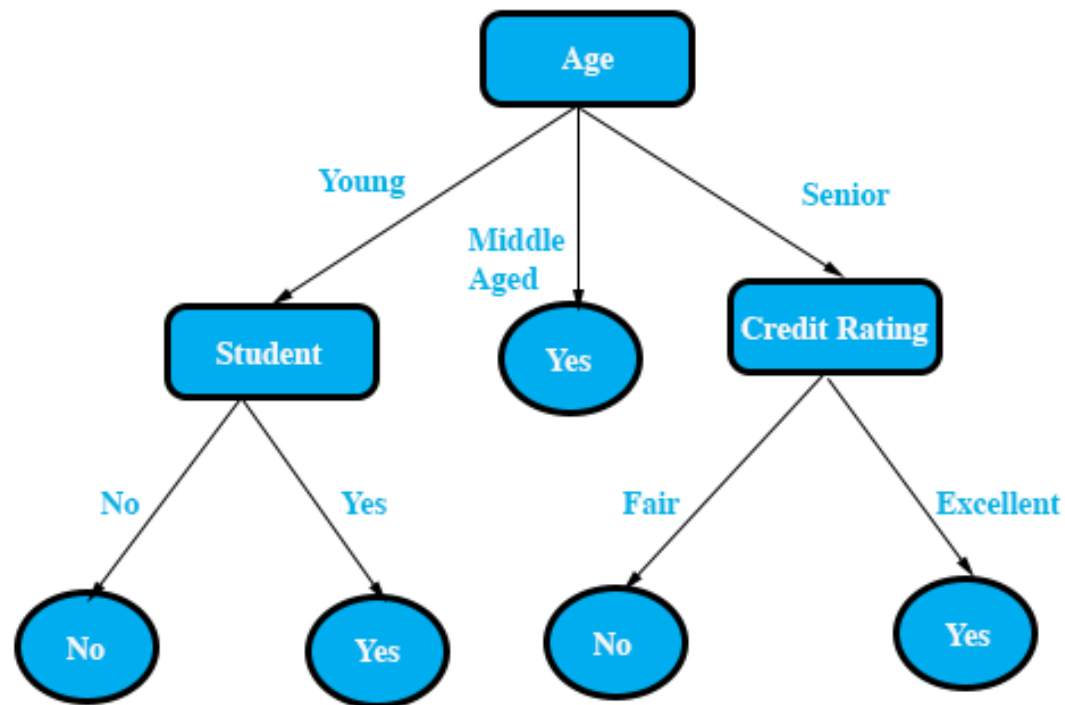 Age
Young
Senior
Middle
Aged
Student
Yes
Credit Rating
No
Yes
Fair
Excellent
No
Yes
No
Yes